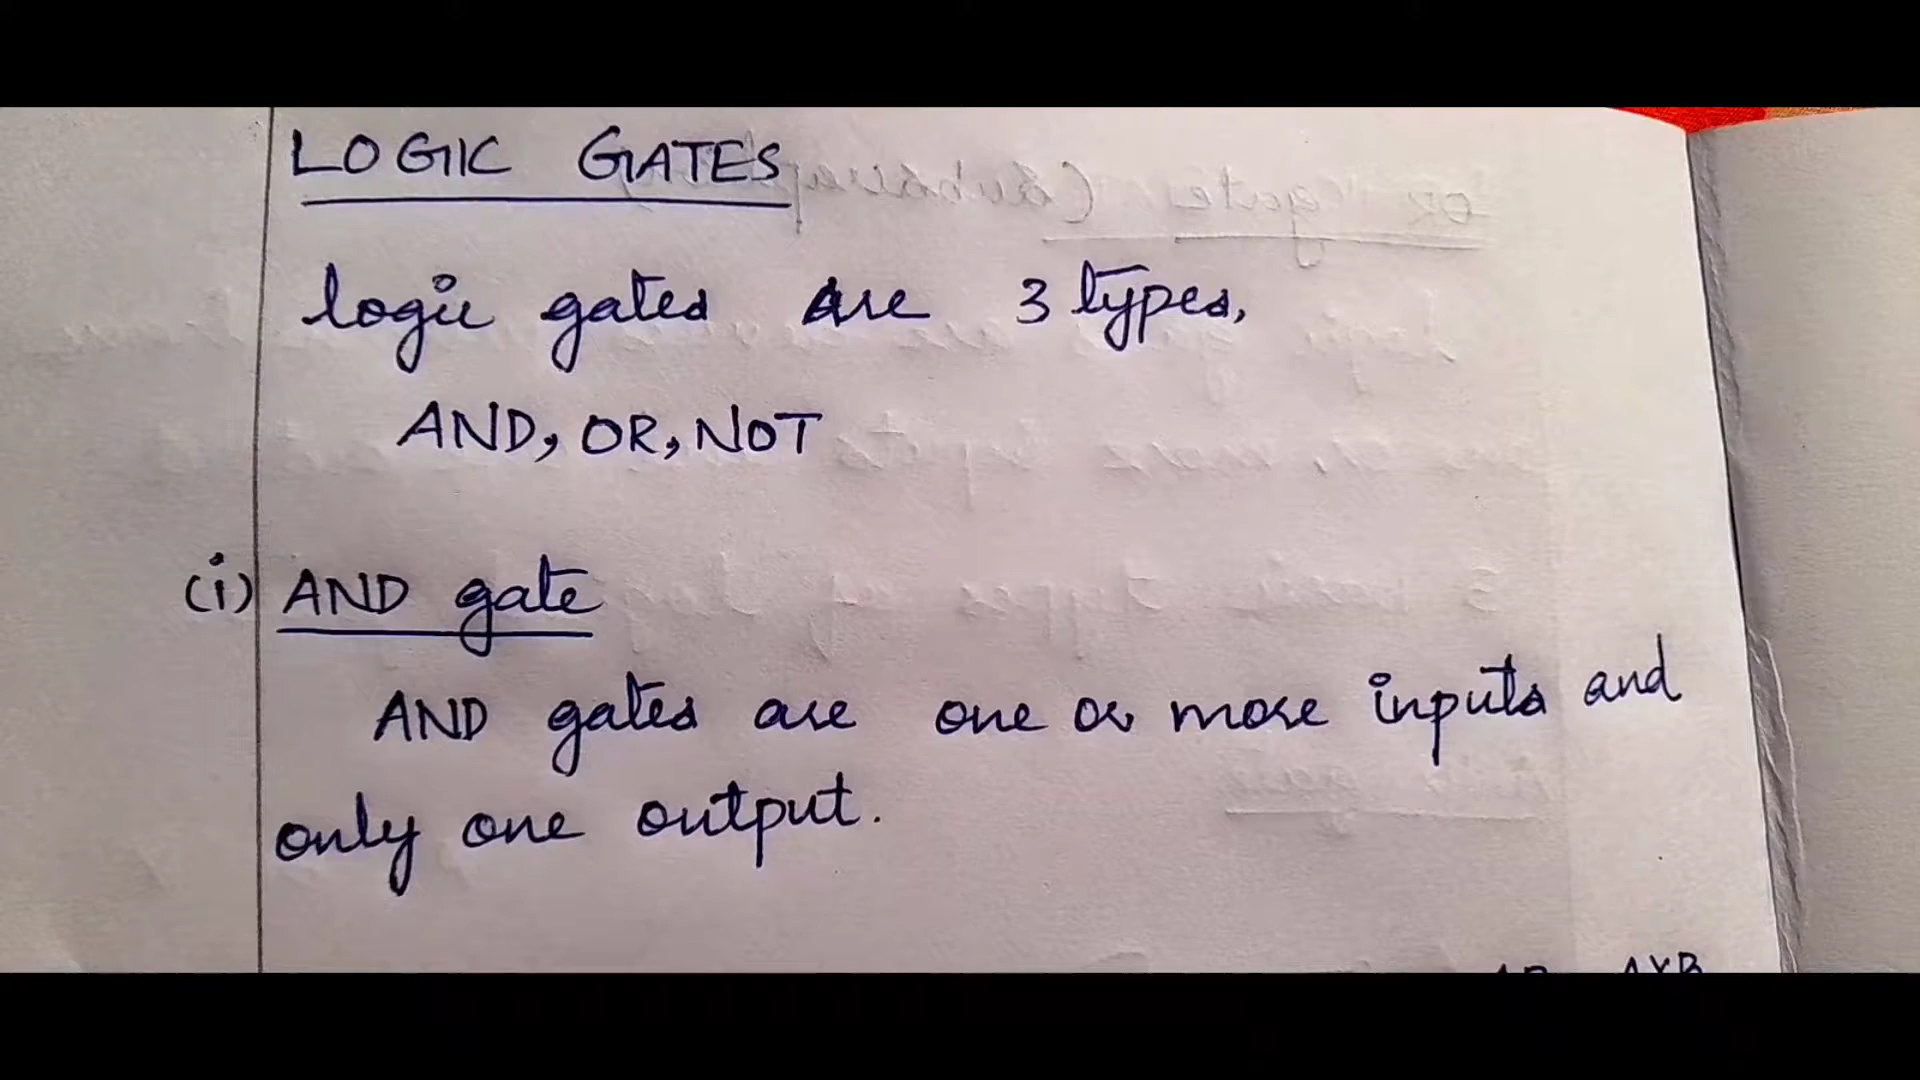 LOGIC GATES
logic gates are 3 types,
AND, OR, NOT
(i) AND gate
AND gates are one or more inputs and
only one output.